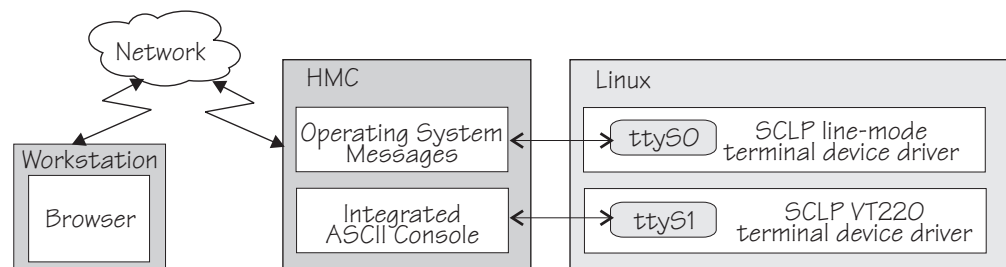 Network
HMC
Linux
Operating System
Messages
ttyS0
SCLP line-mode
terminal device driver
Workstation
Browser
Integrated
ASCII Console
ttyS1
SCLP VT220
terminal device driver